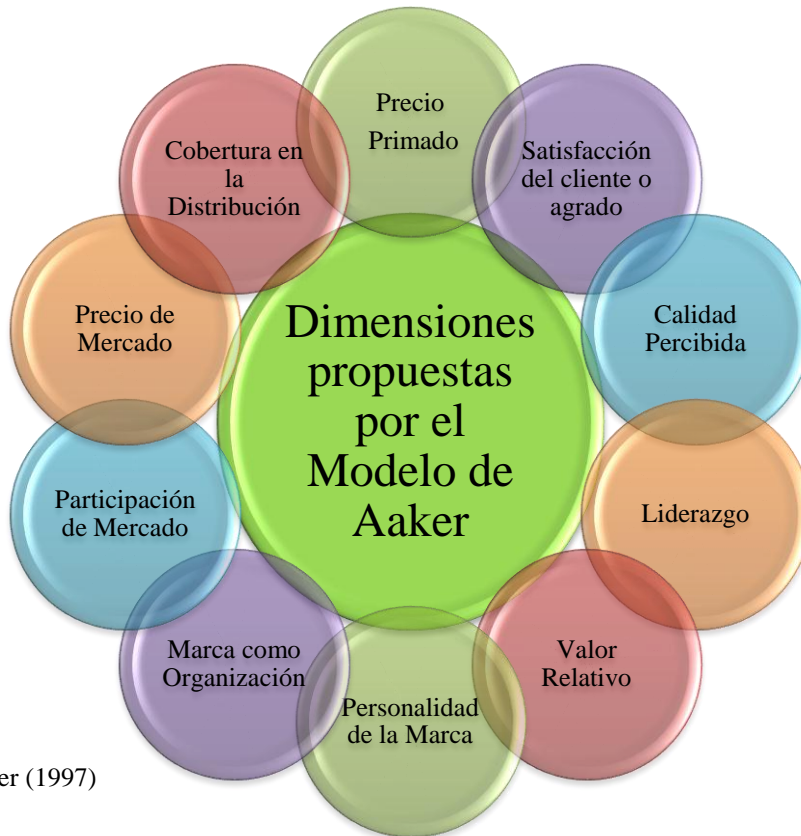 Precio
Primado
Satisfacción
del cliente o
agrado
Calidad
Percibida
Liderazgo
Valor
Relativo
Personalidad
de la Marca
Marca como
Organización
Participación
de Mercado
Precio de
Mercado
Cobertura en
la
Distribución
Dimensiones
propuestas
por el
Modelo de
Aaker
er (1997)